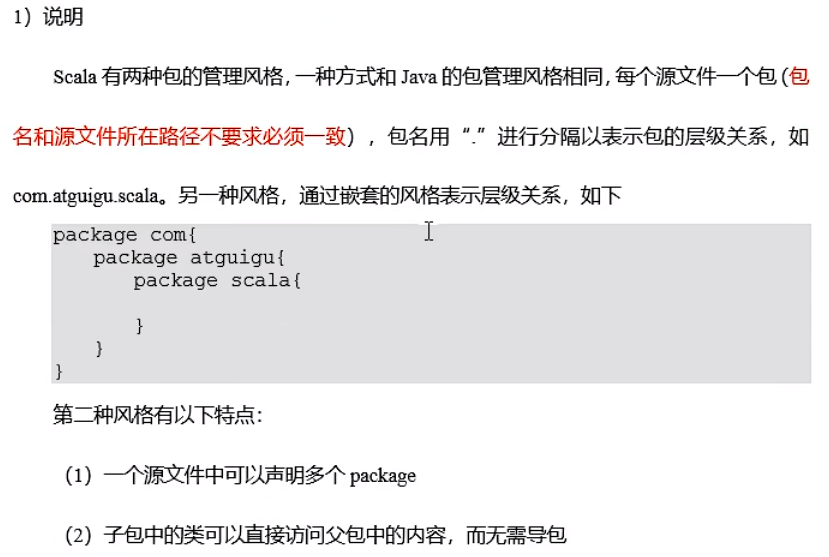 1）说明
Scala 有两种包的管理风格，一种方式和 Java 的包管理风格相同，每个源文件一个包（包
名和源文件所在路径不要求必须一致），包名用“.”进行分隔以表示包的层级关系，如
com.atguigu.scala。另一种风格，通过嵌套的风格表示层级关系，如下
package com{
package atguigu{
package scala{
}
}
}
第二种风格有以下特点：
（1）一个源文件中可以声明多个 package
（2）子包中的类可以直接访问父包中的内容，而无需导包